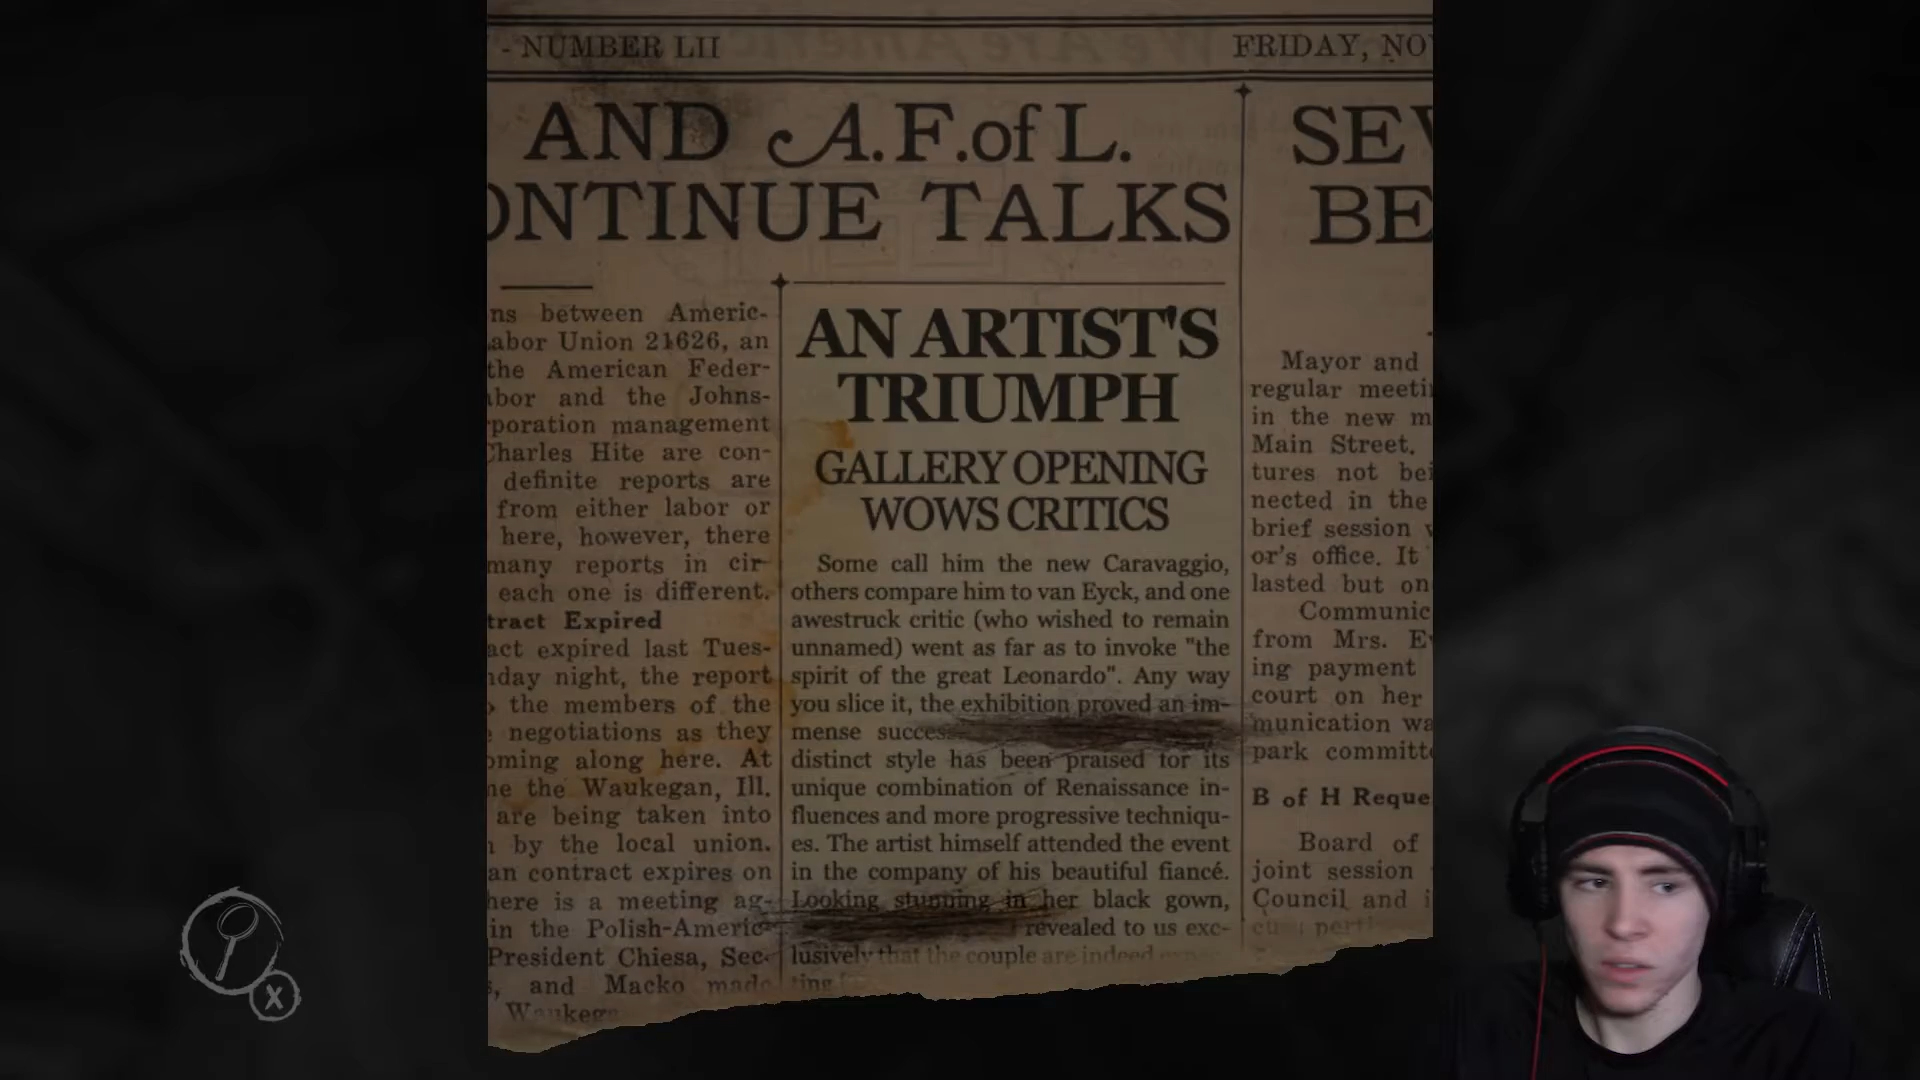 - NUMBER LII
FRIDAY, NO
AND A.F.of L.
ONTINUE TALKS
SEV
BE
ns between Americ-
abor Union 21626, an
the American Feder-
abor and the Johns-
poration management
Charles Hite are con-
definite reports are
from either labor or
here, however, there
many reports in cir-
each one is different.
tract Expired
act expired last Tues-
day night, the report
the members of the
negotiations as they
oming along here. At
he the Waukegan, Ill.
are being taken into
by the local union.
an contract expires on
here is a meeting ag-
in the Polish-Americ-
President Chiesa, Sec-
s, and Macko made
Waukega
AN ARTIST'S
TRIUMPH
GALLERY OPENING
WOWS CRITICS
Some call him the new Caravaggio,
others compare him to van Eyck, and one
awestruck critic (who wished to remain
unnamed) went as far as to invoke "the
spirit of the great Leonardo". Any way
you slice it, the exhibition proved an im-
mense success
distinct style has been praised for its
unique combination of Renaissance in-
fluences and more progressive techniqu-
es. The artist himself attended the event
in the company of his beautiful fiancé.
Looking stunning in her black gown,
revealed to us exc-
lusively that the couple are indeed
ting
Mayor and
regular meeti
in the new m
Main Street.
tures not bei
nected in the
brief session
or's office. It
lasted but on
Communic
from Mrs. Ev
ing payment
court on her
munication wa
park committe
B of H Reque
Board of
joint session
Council and i
X